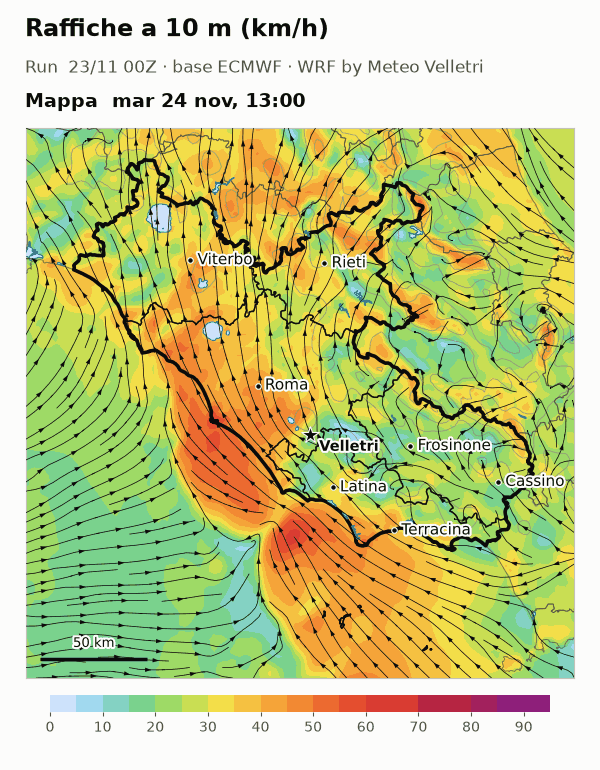 Raffiche a 10 m (km/h)
Run 23/11 00Z · base ECMWF · WRF by Meteo Velletri
Mappa mar 24 nov, 13:00
Viterbo
Rieti
Roma
Velletri
Frosinone
Latina
Cassino
Terracina
50 km
0 10 20 30 40 50 60 70 80 90